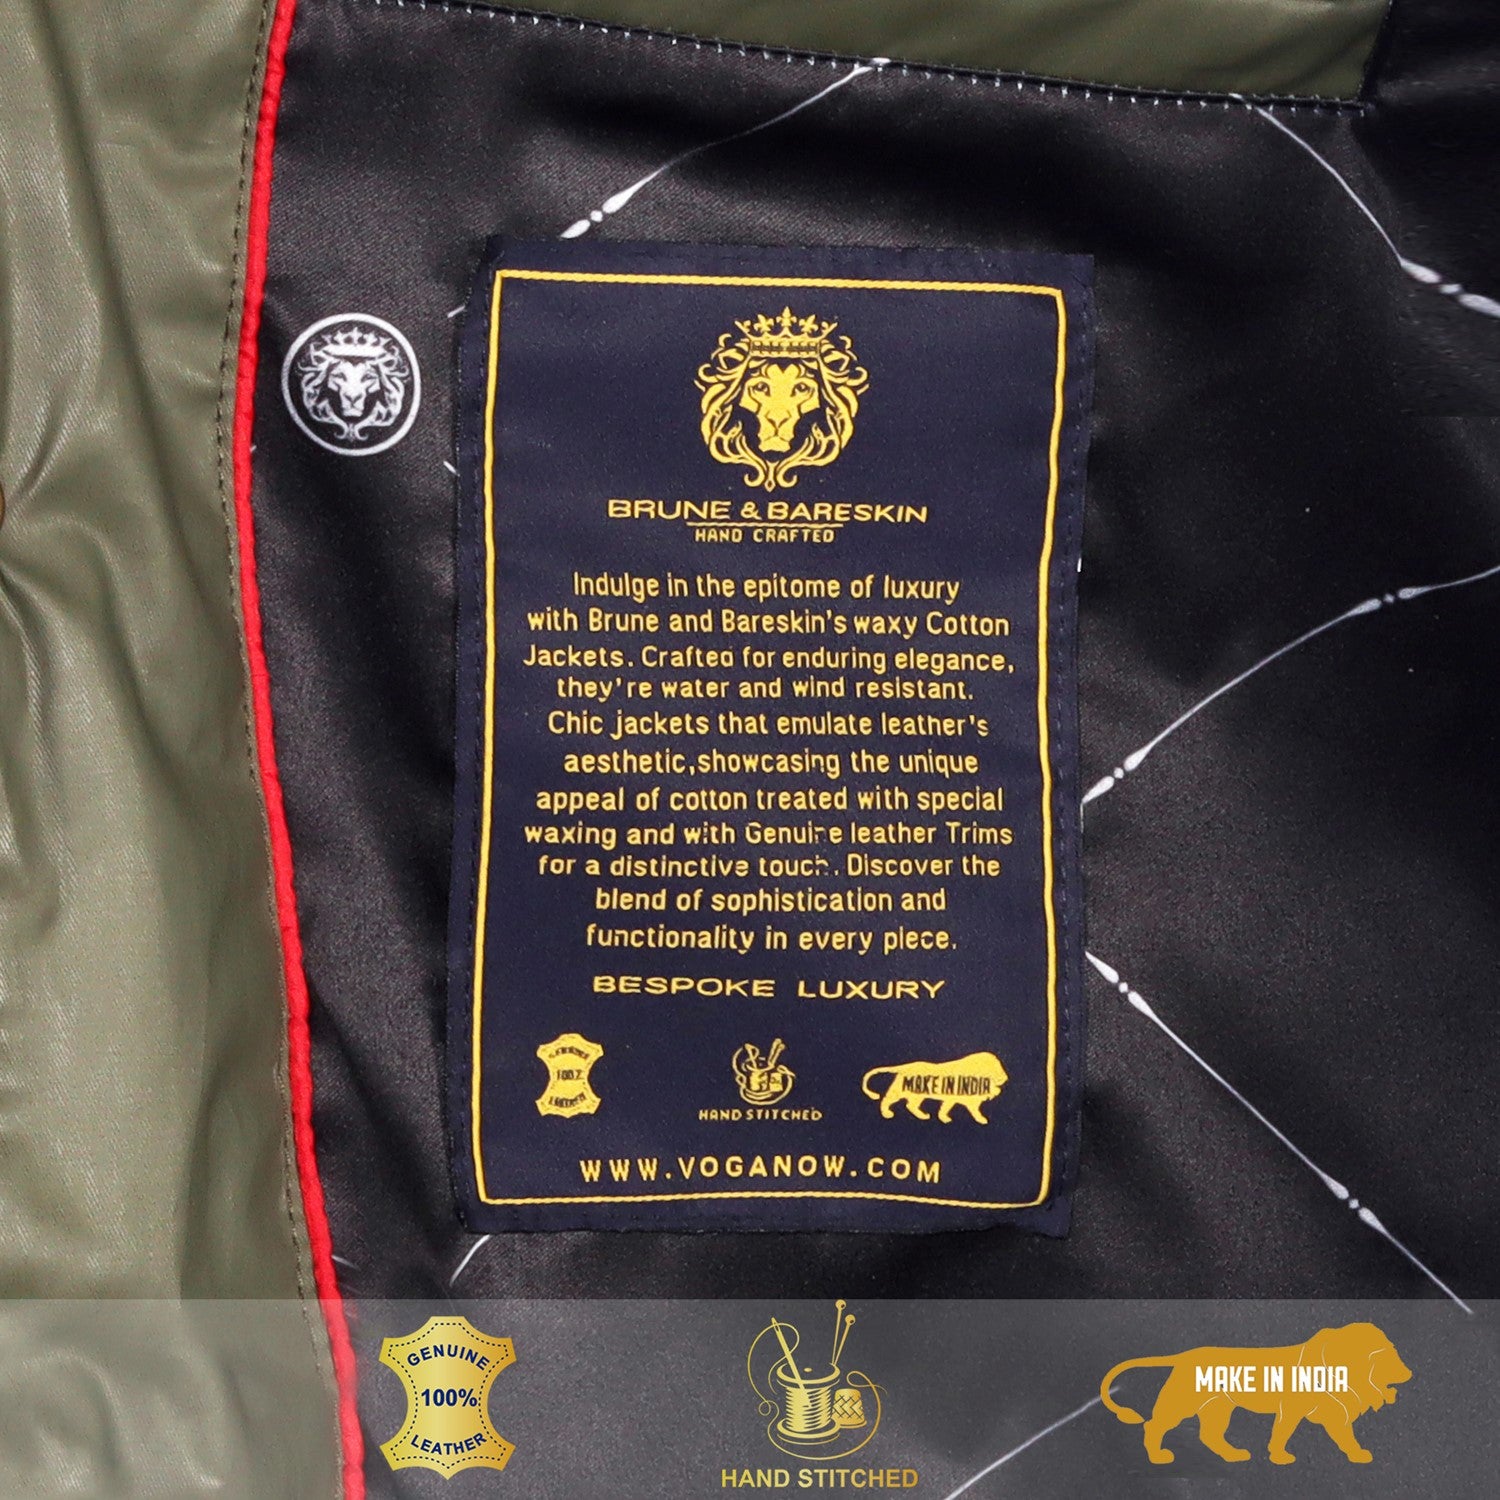 BRUNE & BARESKIN
HAND CRAFTED
Indulge in the epitome of luxury
with Brune and Bareskin's waxy Cotton
Jackets. Crafted for enduring elegance,
they're water and wind resistant.
Chic jackets that emulate leather's
aesthetic,showcasing the unique
appeal of cotton treated with special
waxing and with Genuine leather Trims
for a distinctive touch. Discover the
blend of sophistication and
functionality in every piece.
BESPOKE LUXURY
100%
LEATHER
HAND STITCHED
MAKE IN INDIA
WWW.VOGANOW.COM
GENUINE
100%
LEATHER
HAND STITCHED
MAKE IN INDIA